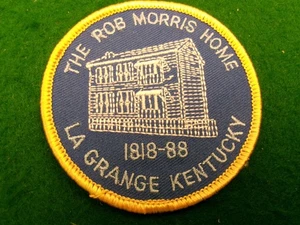 THE ROB MORRIS HOME
1818-88
LA GRANGE KENTUCKY